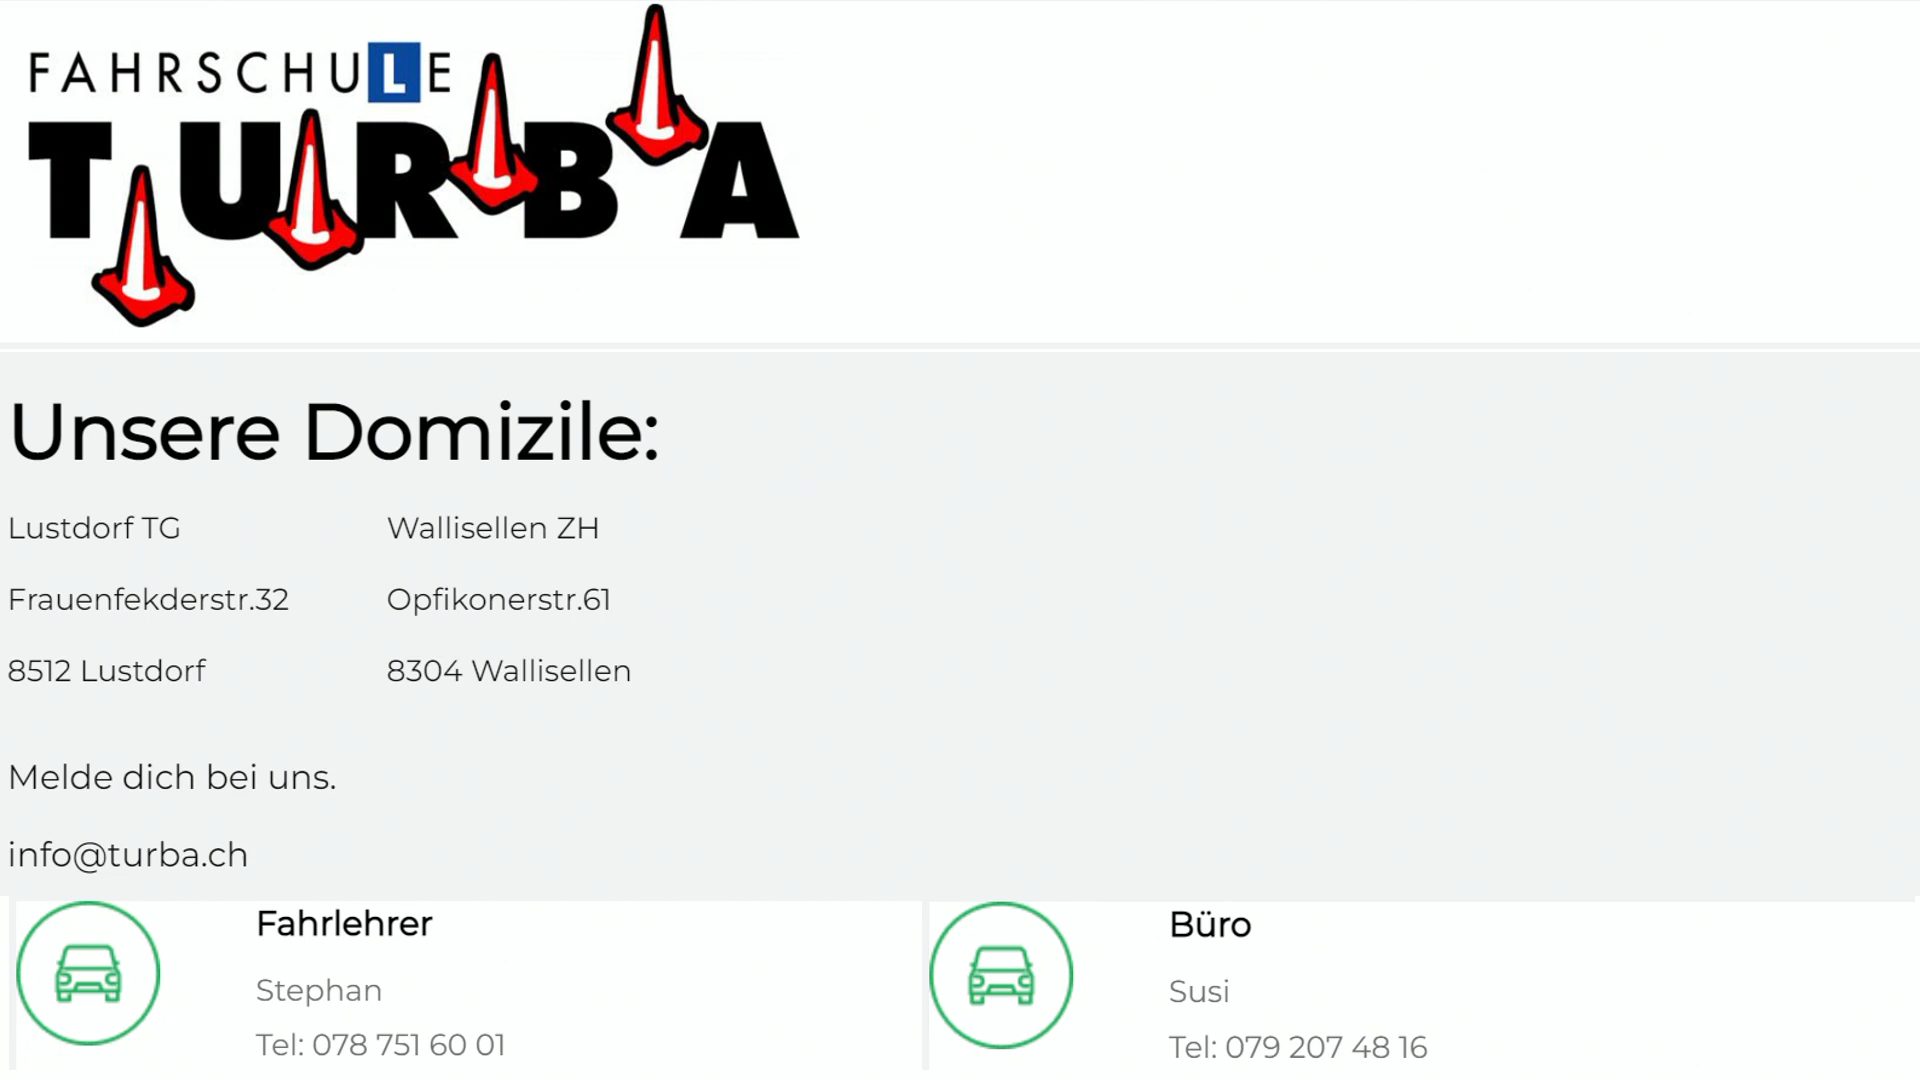 FAHRSCHULE
TURBA
Unsere Domizile:
Lustdorf TG
Frauenfekderstr.32
8512 Lustdorf
Wallisellen ZH
Opfikonerstr.61
8304 Wallisellen
Melde dich bei uns.
info@turba.ch
Fahrlehrer
Stephan
Tel: 078 751 60 01
Büro
Susi
Tel: 079 207 48 16